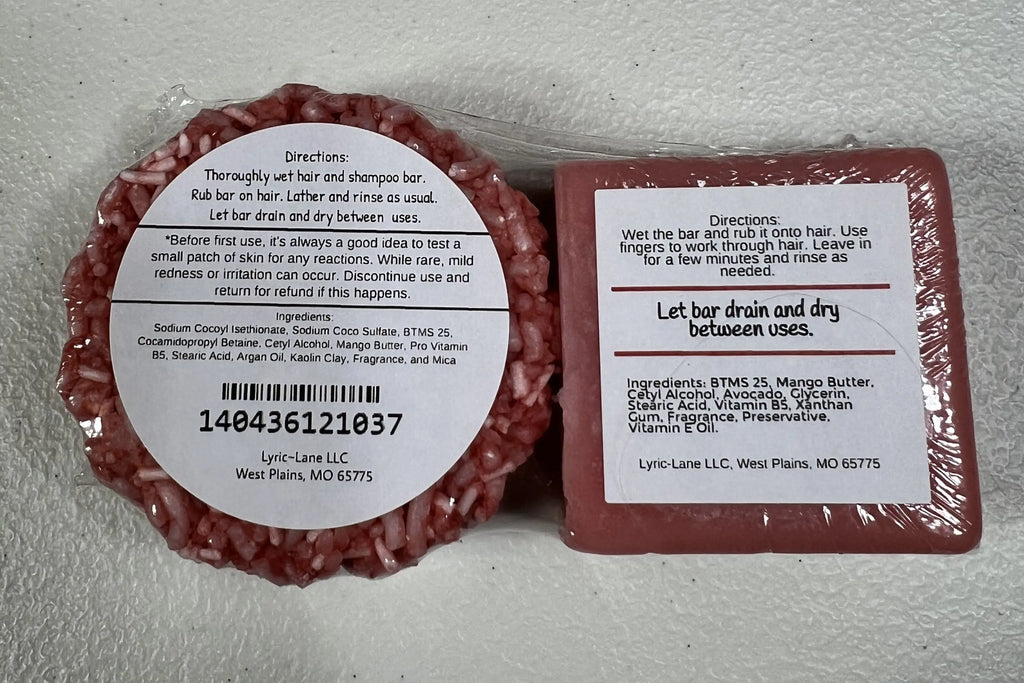 Directions:
Thoroughly wet hair and shampoo bar.
Rub bar on hair. Lather and rinse as usual.
Let bar drain and dry between uses.
*Before first use, it's always a good idea to test a
small patch of skin for any reactions. While rare, mild
redness or irritation can occur. Discontinue use and
return for refund if this happens.
Ingredients:
Sodium Cocoyl Isethionate, Sodium Coco Sulfate, BTMS 25,
Cocamidopropyl Betaine, Cetyl Alcohol, Mango Butter, Pro Vitamin
B5, Stearic Acid, Argan Oil, Kaolin Clay, Fragrance, and Mica
140436121037
Lyric-Lane LLC
West Plains, MO 65775
Directions:
Wet the bar and rub it onto hair. Use
fingers to work through hair. Leave in
for a few minutes and rinse as
needed.
Let bar drain and dry
between uses.
Ingredients: BTMS 25, Mango Butter,
Cetyl Alcohol, Avocado, Glycerin,
Stearic Acid, Vitamin B5, Xanthan
Gum, Fragrance, Preservative,
Vitamin E Oil.
Lyric-Lane LLC, West Plains, MO 65775